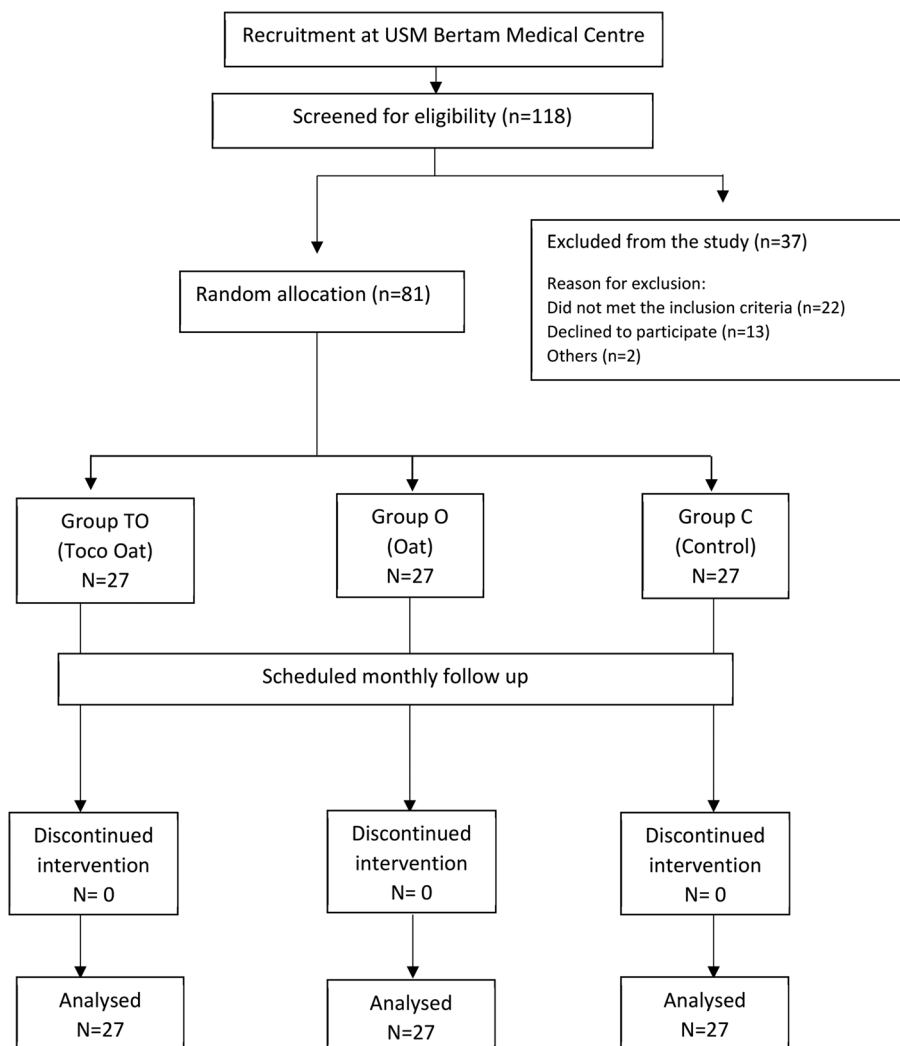 Recruitment at USM Bertam Medical Centre
Screened for eligibility (n=118)
Excluded from the study (n=37)
Reason for exclusion:
Did not met the inclusion criteria (n=22)
Declined to participate (n=13)
Others (n=2)
Random allocation (n=81)
Group TO
(Toco Oat)
N=27
Group O
(Oat)
N=27
Group C
(Control)
N=27
Scheduled monthly follow up
Discontinued
intervention
N= 0
Discontinued
intervention
N= 0
Discontinued
intervention
N= 0
Analysed
N=27
Analysed
N=27
Analysed
N=27